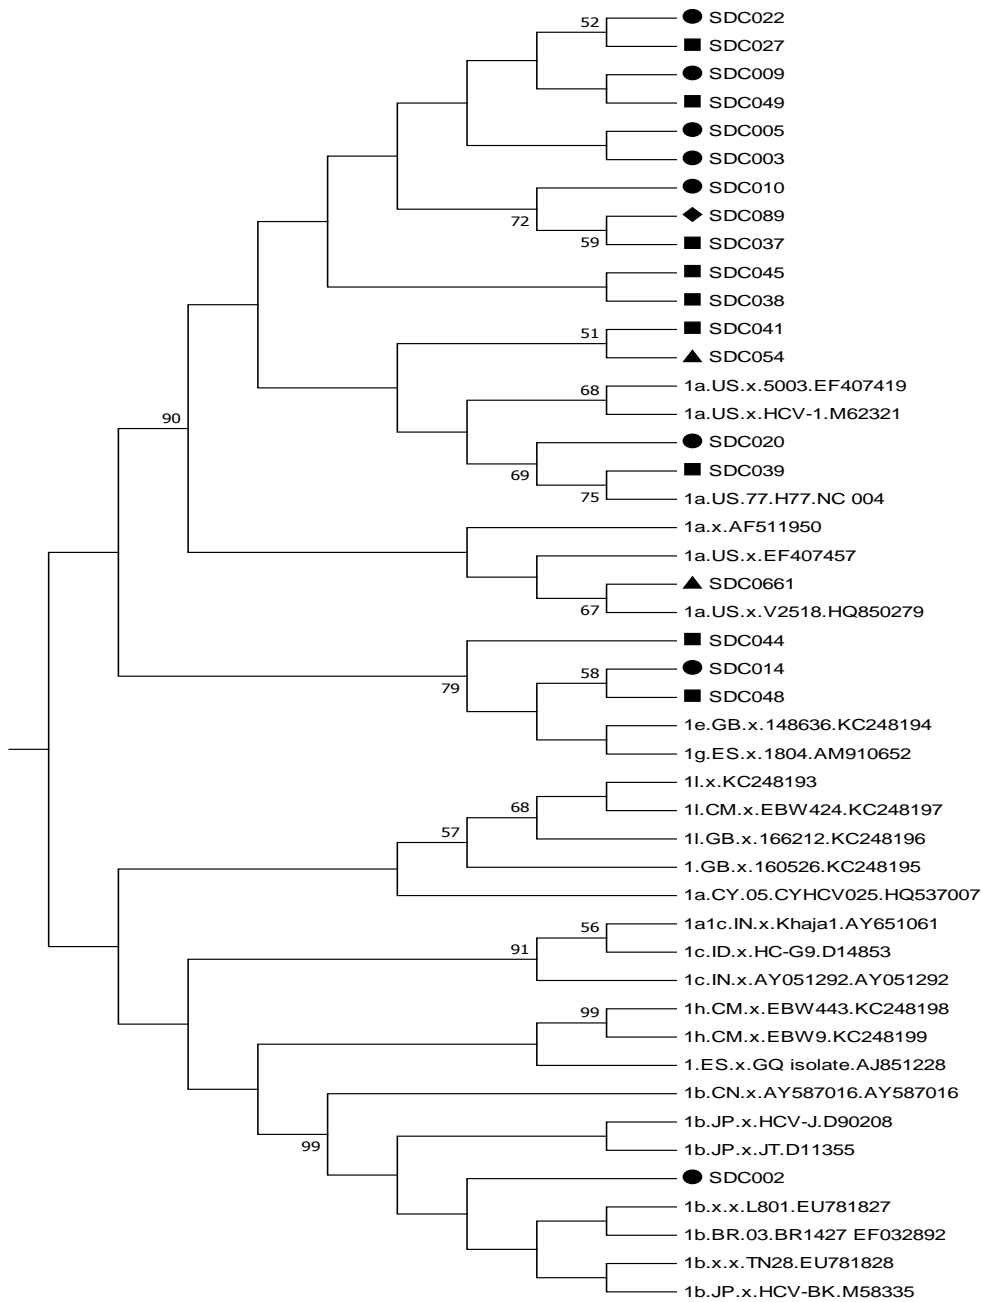 52
SDC022
SDC027
SDC009
SDC049
SDC005
SDC003
SDC010
72
SDC089
59
SDC037
SDC045
SDC038
51
SDC041
SDC054
68
1a.US.x.5003.EF407419
1a.US.x.HCV-1.M62321
90
SDC020
69
SDC039
75
1a.US.77.H77.NC 004
1a.x.AF511950
1a.US.x.EF407457
SDC0661
67
1a.US.x.V2518.HQ850279
SDC044
79
58
SDC014
SDC048
1e.GB.x.148636.KC248194
1g.ES.x.1804.AM910652
1l.x.KC248193
68
1l.CM.x.EBW424.KC248197
57
1l.GB.x.166212.KC248196
1.GB.x.160526.KC248195
1a.CY.05.CYHCV025.HQ537007
56
1a1c.IN.x.Khaja1.AY651061
91
1c.ID.x.HC-G9.D14853
1c.IN.x.AY051292.AY051292
99
1h.CM.x.EBW443.KC248198
1h.CM.x.EBW9.KC248199
1.ES.x.GQ isolate.AJ851228
1b.CN.x.AY587016.AY587016
99
1b.JP.x.HCV-J.D90208
1b.JP.x.JT.D11355
SDC002
1b.x.x.L801.EU781827
1b.BR.03.BR1427 EF032892
1b.x.x.TN28.EU781828
1b.JP.x.HCV-BK.M58335